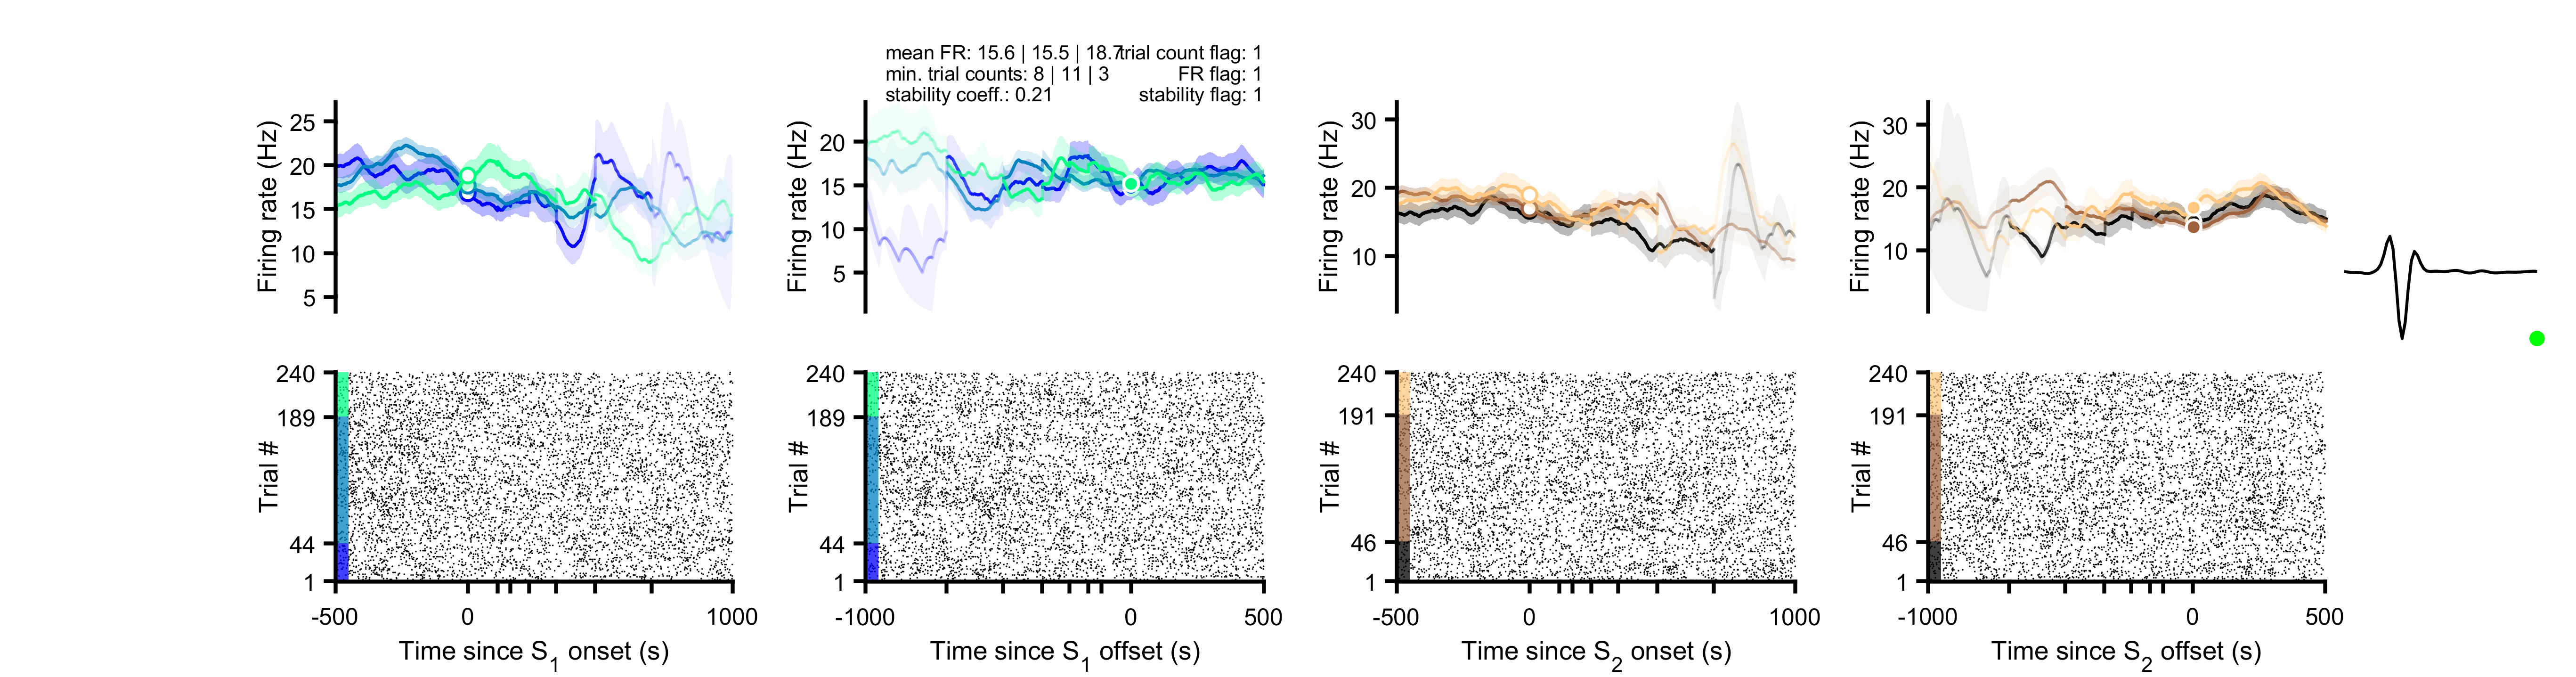 mean FR: 15.6 | 15.5 | 18.7
trial count flag: 1
min. trial counts: 8 | 11 | 3
FR flag: 1
stability coeff.: 0.21
stability flag: 1
Firing rate (Hz)
25
20
15
10
5
Firing rate (Hz)
20
15
10
5
Firing rate (Hz)
30
20
10
Firing rate (Hz)
30
20
10
Trial #
240
189
44
1
-500
0
1000
Time since S1 onset (s)
Trial #
240
189
44
1
-1000
0
500
Time since S1 offset (s)
Trial #
240
191
46
1
-500
0
1000
Time since S2 onset (s)
Trial #
240
191
46
1
-1000
0
500
Time since S2 offset (s)